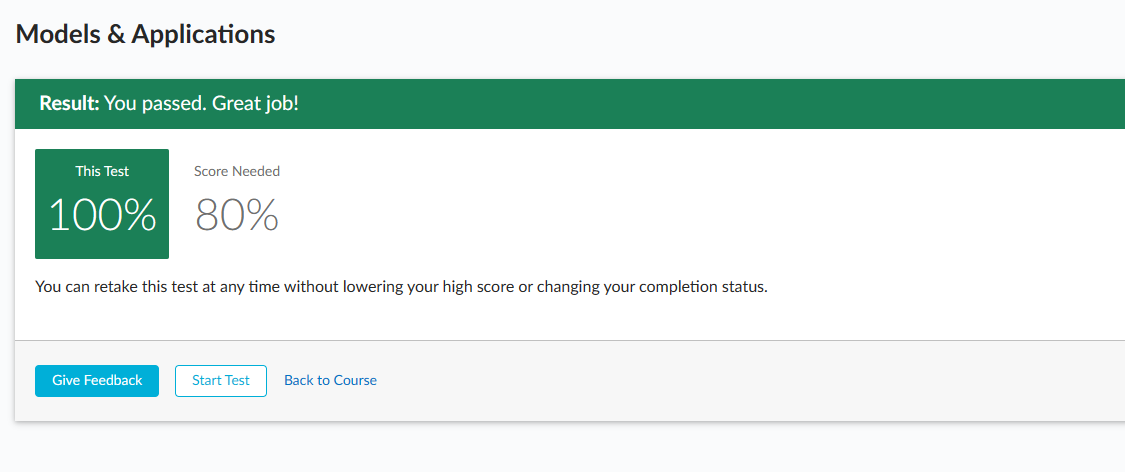 Models & Applications
Result: You passed. Great job!
This Test
100%
Score Needed
80%
You can retake this test at any time without lowering your high score or changing your completion status.
Give Feedback
Start Test
Back to Course